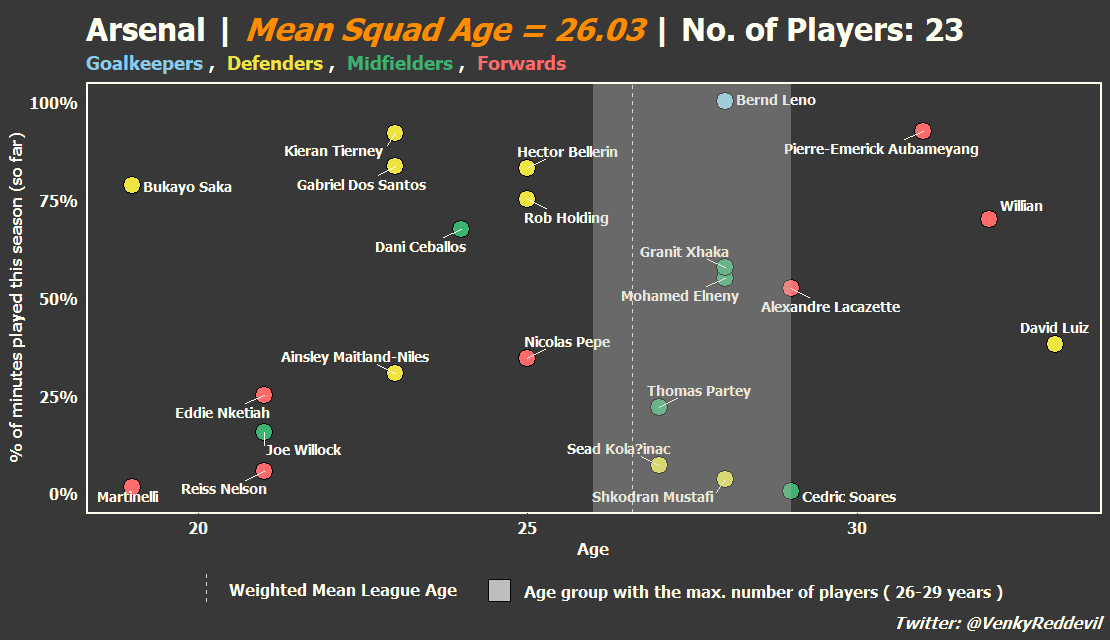 Arsenal | Mean Squad Age = 26.03 | No. of Players: 23
Goalkeepers , Defenders , Midfielders , Forwards
% of minutes played this season (so far)
100%
75%
50%
25%
0%
Bernd Leno
Pierre-Emerick Aubameyang
Kieran Tierney
Hector Bellerin
Gabriel Dos Santos
Bukayo Saka
Willian
Rob Holding
Dani Ceballos
Granit Xhaka
Mohamed Elneny
Alexandre Lacazette
David Luiz
Nicolas Pepe
Ainsley Maitland-Niles
Thomas Partey
Eddie Nketiah
Joe Willock
Sead Kola?inac
Reiss Nelson
Martinelli
Shkodran Mustafi
Cedric Soares
20
25
30
Age
Weighted Mean League Age
Age group with the max. number of players ( 26-29 years )
Twitter: @VenkyReddevil